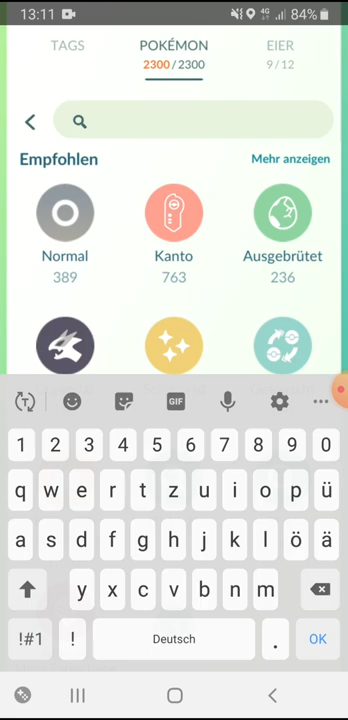 13:11 4G 84%
TAGS POKÉMON EIER
2300/2300 9/12
Empfohlen Mehr anzeigen
Normal Kanto Ausgebrütet
389 763 236
GIF
1 2 3 4 5 6 7 8 9 0
q w e r t z u i o p ü
a s d f g h j k l ö ä
y x c v b n m
!#1 ! Deutsch . OK